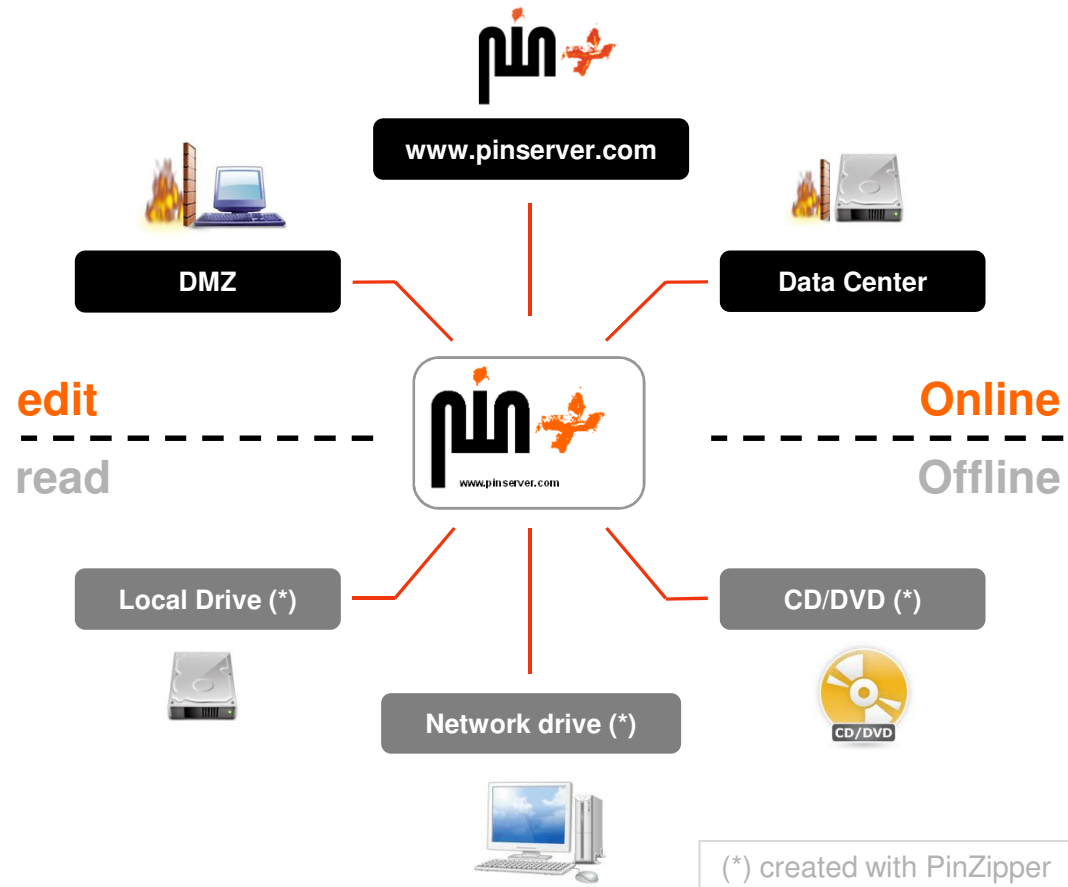 pin
www.pinserver.com
DMZ
Data Center
edit
Online
pin
www.pinserver.com
read
Offline
Local Drive (*)
CD/DVD (*)
CD/DVD
Network drive (*)
(*) created with PinZipper